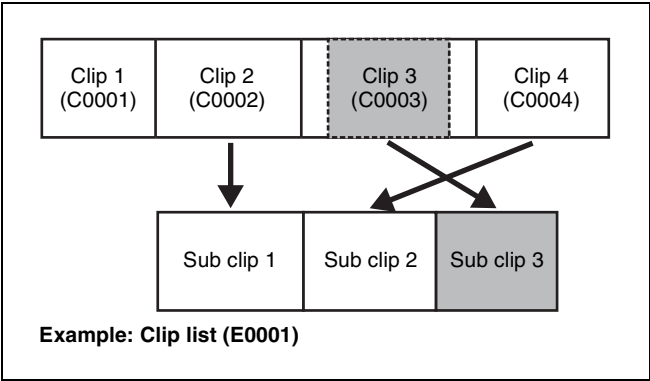 Clip 1
(C0001)
Clip 2
(C0002)
Clip 3
(C0003)
Clip 4
(C0004)
Sub clip 1
Sub clip 2
Sub clip 3
Example: Clip list (E0001)